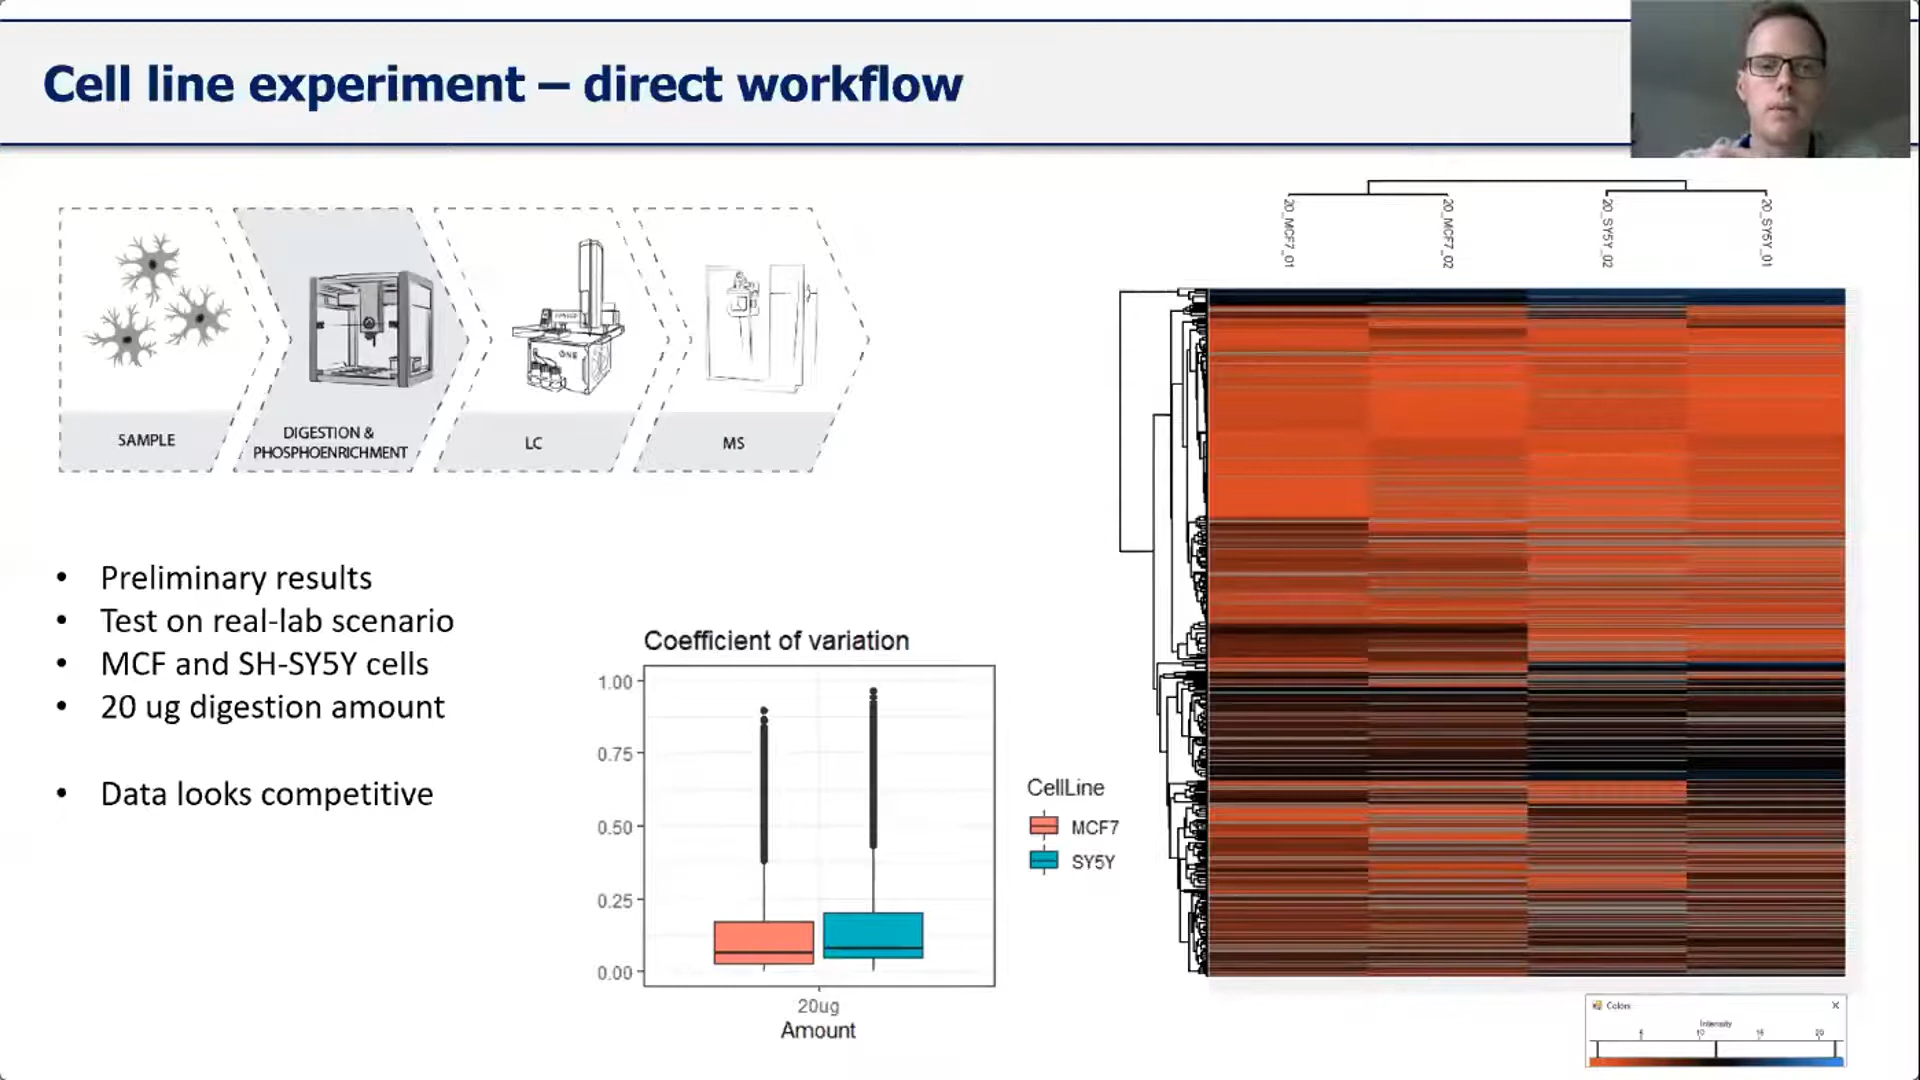 Cell line experiment – direct workflow
SAMPLE
DIGESTION &
PHOSPHOENRICHMENT
LC
MS
ONE
• Preliminary results
• Test on real-lab scenario
• MCF and SH-SY5Y cells
• 20 ug digestion amount
• Data looks competitive
Coefficient of variation
1.00
0.75
0.50
0.25
0.00
20ug
Amount
CellLine
MCF7
SY5Y
20_MCF7_01
20_MCF7_02
20_SY5Y_02
20_SY5Y_01
Colors
Intensity
5 10 15 20